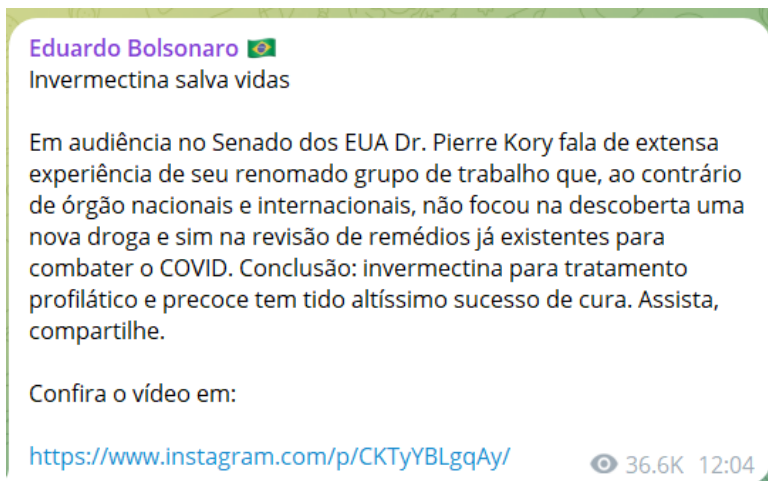 Eduardo Bolsonaro 🇧🇷
Invermectina salva vidas
Em audiência no Senado dos EUA Dr. Pierre Kory fala de extensa
experiência de seu renomado grupo de trabalho que, ao contrário
de órgão nacionais e internacionais, não focou na descoberta uma
nova droga e sim na revisão de remédios já existentes para
combater o COVID. Conclusão: invermectina para tratamento
profilático e precoce tem tido altíssimo sucesso de cura. Assista,
compartilhe.
Confira o vídeo em:
https://www.instagram.com/p/CKTyYBLgqAy/
36.6K 12:04